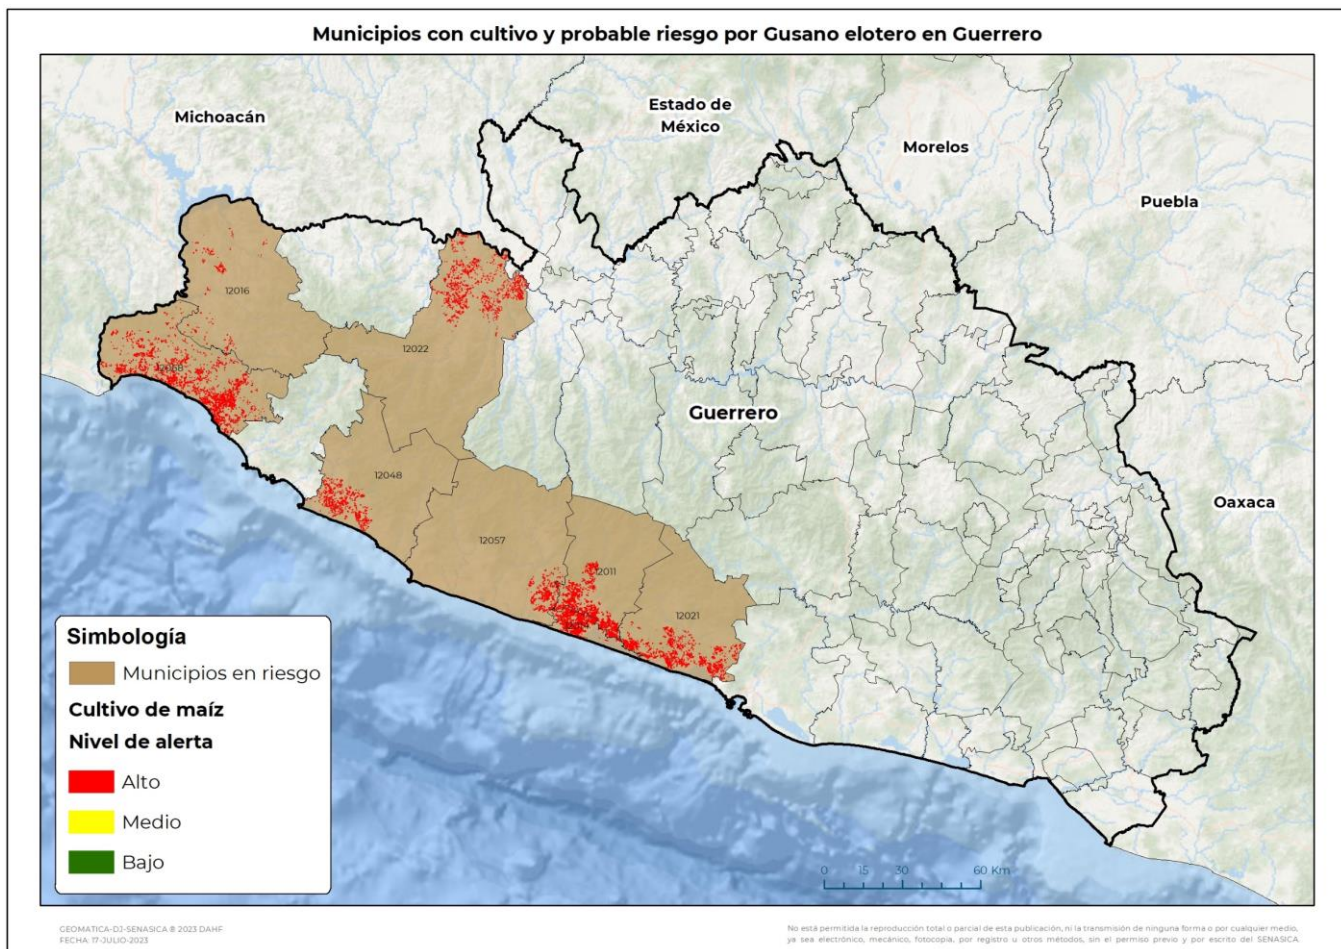 Municipios con cultivo y probable riesgo por Gusano elotero en Guerrero
Michoacán
Estado de
México
Morelos
Puebla
12016
12022
12068
Guerrero
12048
Oaxaca
12057
12011
12021
Simbología
Municipios en riesgo
Cultivo de maíz
Nivel de alerta
Alto
Medio
Bajo
0 15 30 60 Km
GEOMATICA-DJ-SENASICA ® 2023 DAHF
FECHA: 17-JULIO-2023
No está permitida la reproducción total o parcial de esta publicación, ni la transmisión de ninguna forma o por cualquier medio,
ya sea electrónico, mecánico, fotocopia, por registro u otros métodos, sin el permiso previo y por escrito del SENASICA.